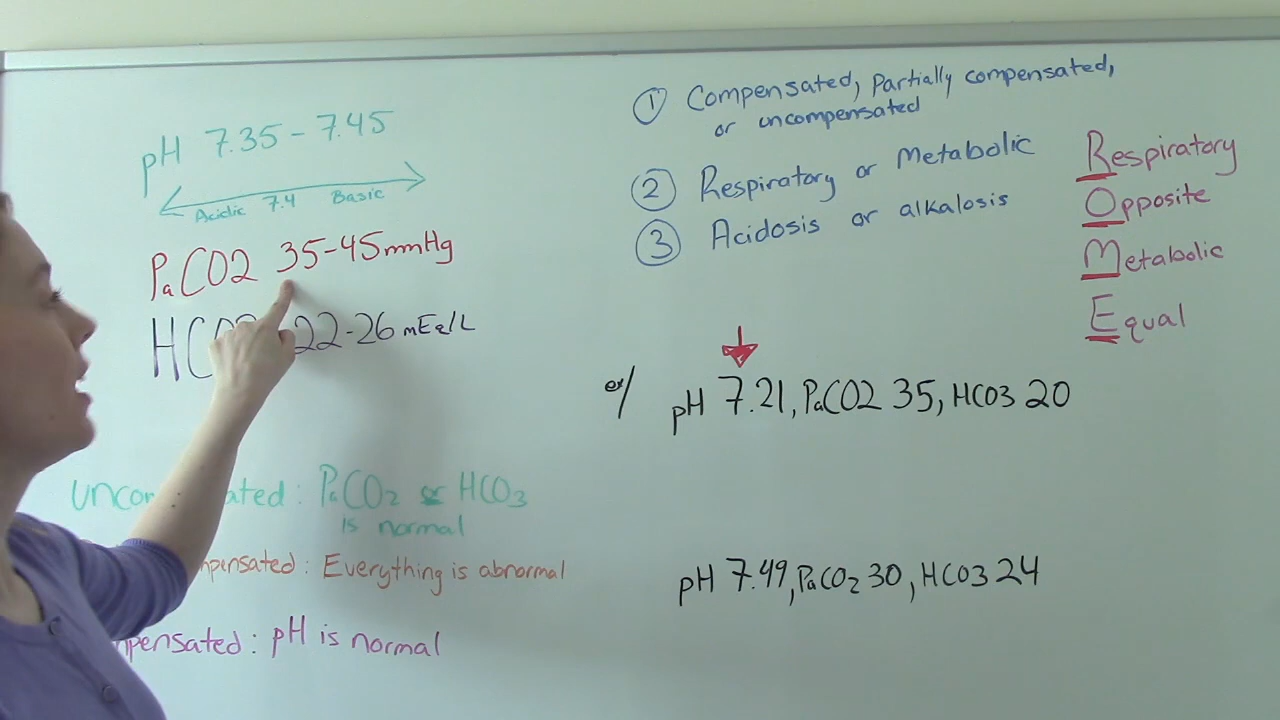 pH 7.35 - 7.45
Acidic 7.4 Basic
PaCO2 35-45mmHg
22-26 mEq/L
uncompensated: PaCO2 or HCO3
is normal
: Everything is abnormal
: pH is normal
① Compensated, partially compensated,
or uncompensated
② Respiratory or Metabolic
③ Acidosis or alkalosis
Respiratory
Opposite
Metabolic
Equal
ex/ pH 7.21, PaCO2 35, HCO3 20
pH 7.49, PaCO2 30, HCO3 24